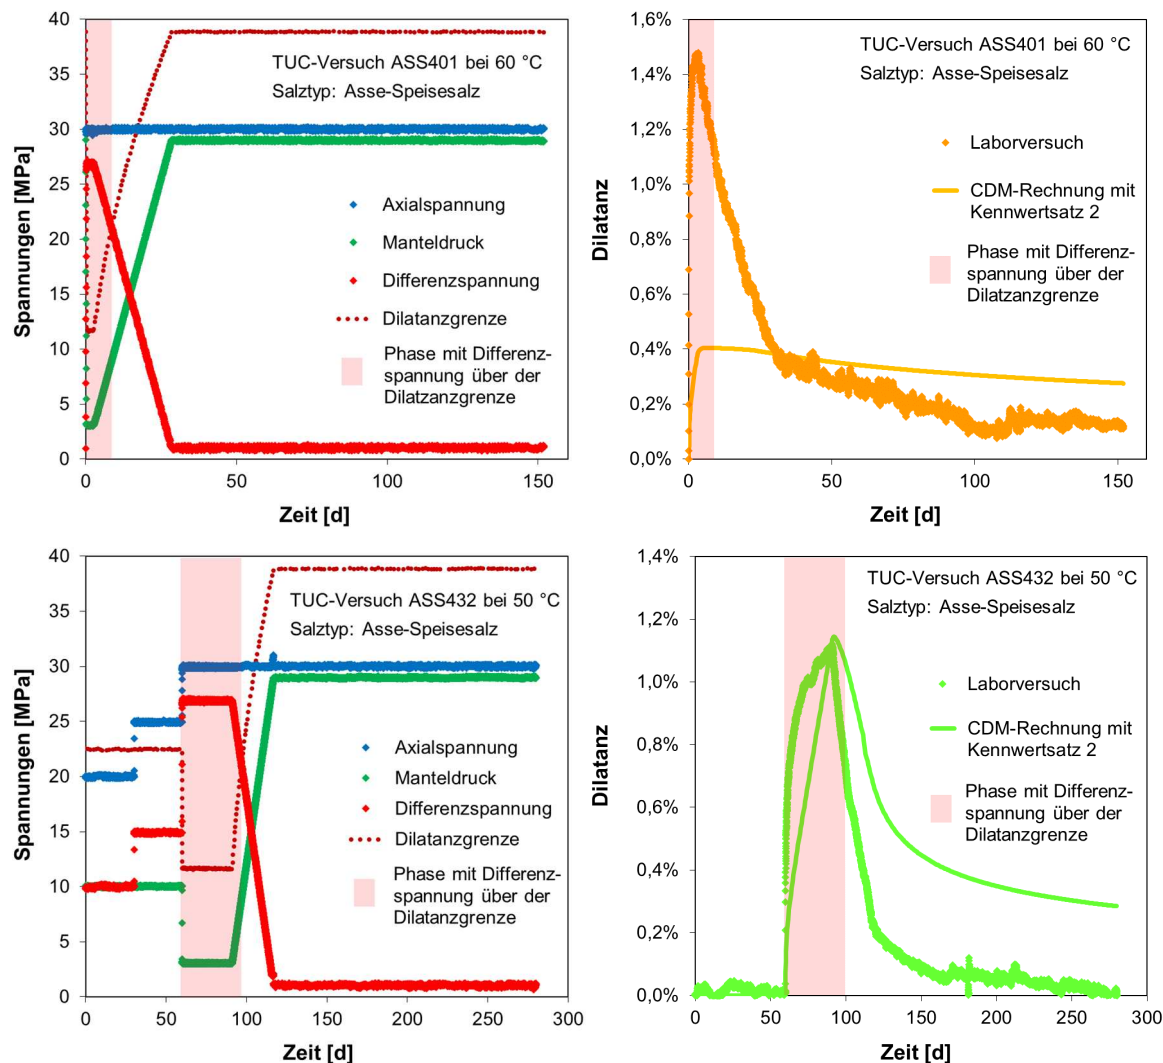 40
35
30
25
20
15
10
5
0
Spannungen [MPa]
TUC-Versuch ASS401 bei 60 °C
Salztyp: Asse-Speisesalz
Axialspannung
Manteldruck
Differenzspannung
Dilatanzgrenze
Phase mit Differenz-
spannung über der
Dilatzanzgrenze
0
50
100
150
Zeit [d]
1,6%
1,4%
1,2%
1,0%
0,8%
0,6%
0,4%
0,2%
0,0%
Dilatanz
TUC-Versuch ASS401 bei 60 °C
Salztyp: Asse-Speisesalz
Laborversuch
CDM-Rechnung mit
Kennwertsatz 2
Phase mit Differenz-
spannung über der
Dilatzanzgrenze
0
50
100
150
Zeit [d]
40
35
30
25
20
15
10
5
0
Spannungen [MPa]
TUC-Versuch ASS432 bei 50 °C
Salztyp: Asse-Speisesalz
Axialspannung
Manteldruck
Differenzspannung
Dilatanzgrenze
Phase mit Differenz-
spannung über der
Dilatanzgrenze
0
50
100
150
200
250
300
Zeit [d]
1,4%
1,2%
1,0%
0,8%
0,6%
0,4%
0,2%
0,0%
Dilatanz
TUC-Versuch ASS432 bei 50 °C
Salztyp: Asse-Speisesalz
Laborversuch
CDM-Rechnung mit
Kennwertsatz 2
Phase mit Differenz-
spannung über der
Dilatanzgrenze
0
50
100
150
200
250
300
Zeit [d]